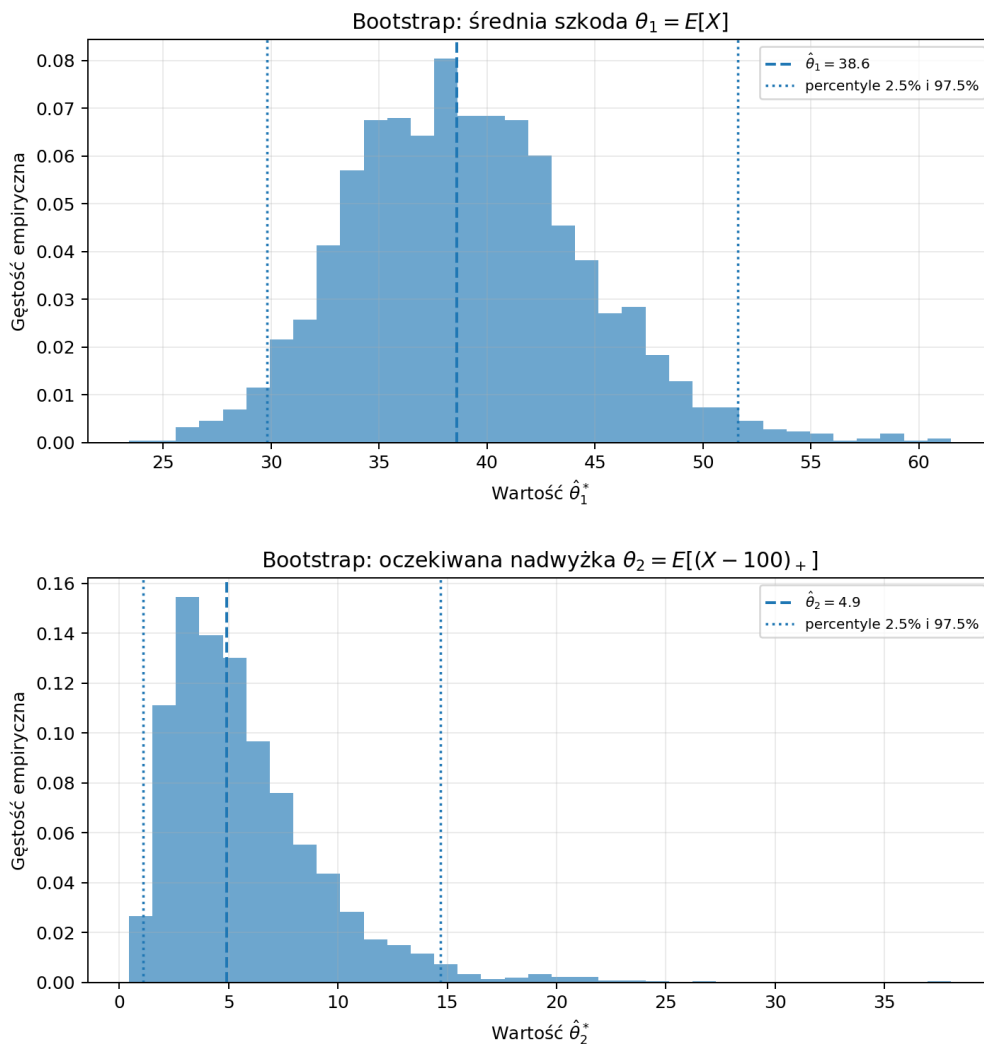 Bootstrap: średnia szkoda θ₁ = E[X]
0.08
0.07
0.06
0.05
0.04
0.03
0.02
0.01
0.00
Gęstość empiryczna
θ̂₁ = 38.6
percentyle 2.5% i 97.5%
25 30 35 40 45 50 55 60
Wartość θ̂₁*
Bootstrap: oczekiwana nadwyżka θ₂ = E[(X − 100)₊]
0.16
0.14
0.12
0.10
0.08
0.06
0.04
0.02
0.00
Gęstość empiryczna
θ̂₂ = 4.9
percentyle 2.5% i 97.5%
0 5 10 15 20 25 30 35
Wartość θ̂₂*